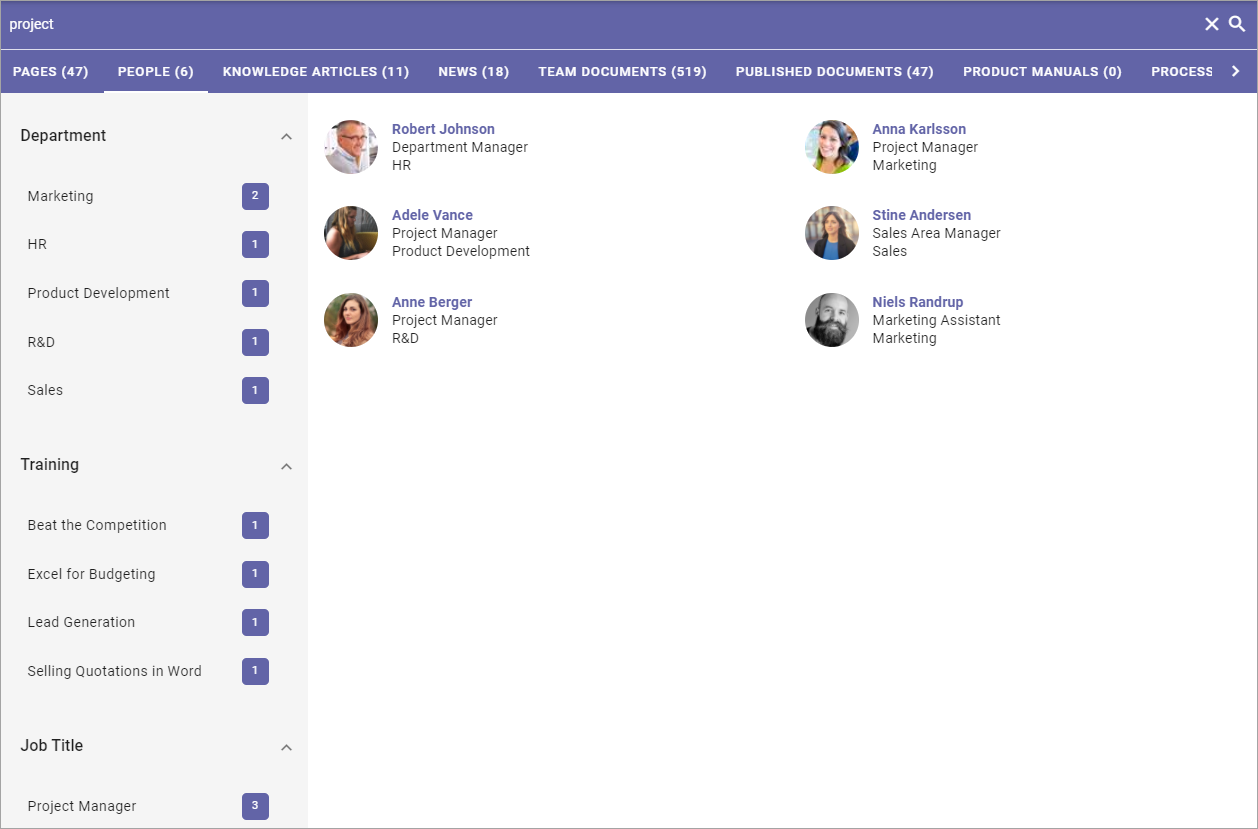 project
PAGES (47) PEOPLE (6) KNOWLEDGE ARTICLES (11) NEWS (18) TEAM DOCUMENTS (519) PUBLISHED DOCUMENTS (47) PRODUCT MANUALS (0) PROCESS
Department
Marketing 2
HR 1
Product Development 1
R&D 1
Sales 1
Training
Beat the Competition 1
Excel for Budgeting 1
Lead Generation 1
Selling Quotations in Word 1
Job Title
Project Manager 3
Robert Johnson
Department Manager
HR
Anna Karlsson
Project Manager
Marketing
Adele Vance
Project Manager
Product Development
Stine Andersen
Sales Area Manager
Sales
Anne Berger
Project Manager
R&D
Niels Randrup
Marketing Assistant
Marketing